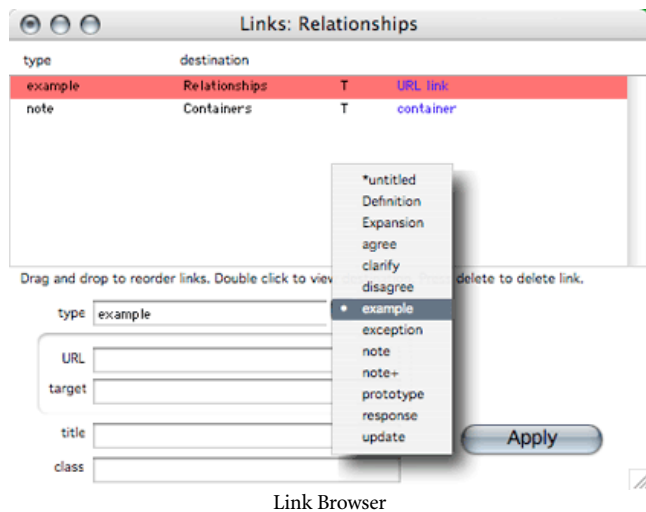 Links: Relationships
type destination
example Relationships T URL link
note Containers T container
*untitled
Definition
Expansion
agree
clarify
disagree
example
exception
note
note+
prototype
response
update
Drag and drop to reorder links. Double click to view delete to delete link.
type example
URL
target
title
class
Apply
Link Browser